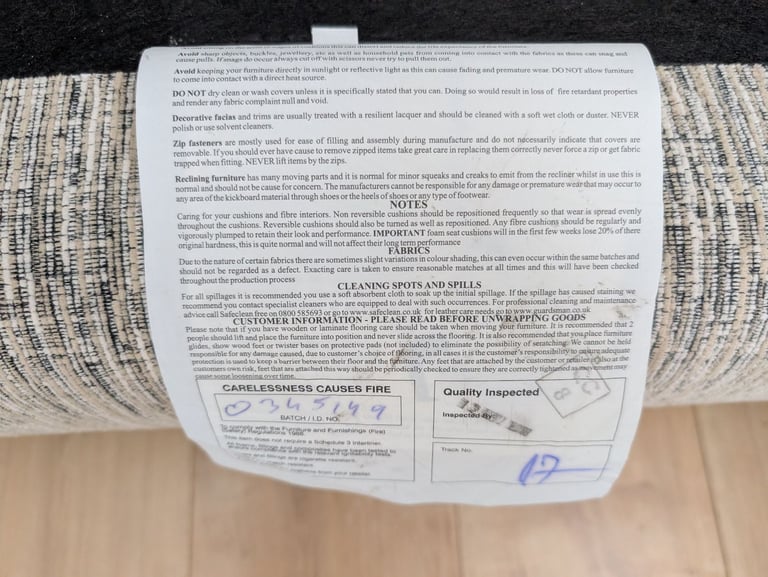 Avoid sharp objects, buckles, jewellery, etc as well as household pets from coming into contact with the fabrics as these can snag and
cause pulls. If snags do occur always cut off with scissors never try to pull them out.
Avoid keeping your furniture directly in sunlight or reflective light as this can cause fading and premature wear. DO NOT allow furniture
to come into contact with a direct heat source.
DO NOT dry clean or wash covers unless it is specifically stated that you can. Doing so would result in loss of fire retardant properties
and render any fabric complaint null and void.
Decorative facias and trims are usually treated with a resilient lacquer and should be cleaned with a soft wet cloth or duster. NEVER
polish or use solvent cleaners.
Zip fasteners are mostly used for ease of filling and assembly during manufacture and do not necessarily indicate that covers are
removable. If you should ever have cause to remove zipped items take great care in replacing them correctly never force a zip or get fabric
trapped when fitting. NEVER lift items by the zips.
Reclining furniture has many moving parts and it is normal for minor squeaks and creaks to emit from the recliner whilst in use this is
normal and should not be cause for concern. The manufacturers cannot be responsible for any damage or premature wear that may occur to
any area of the kickboard material through shoes or the heels of shoes or any type of footwear.
NOTES
Caring for your cushions and fibre interiors. Non reversible cushions should be repositioned frequently so that wear is spread evenly
throughout the cushions. Reversible cushions should also be turned as well as repositioned. Any fibre cushions should be regularly and
vigorously plumped to retain their look and performance. IMPORTANT foam seat cushions will in the first few weeks lose 20% of there
original hardness, this is quite normal and will not affect their long term performance
FABRICS
Due to the nature of certain fabrics there are sometimes slight variations in colour shading, this can even occur within the same batches and
should not be regarded as a defect. Exacting care is taken to ensure reasonable matches at all times and this will have been checked
throughout the production process
CLEANING SPOTS AND SPILLS
For all spillages it is recommended you use a soft absorbent cloth to soak up the initial spillage. If the spillage has caused staining we
recommend you contact specialist cleaners who are equipped to deal with such occurrences. For professional cleaning and maintenance
advice call Safeclean free on 0800 585693 or go to www.safeclean.co.uk for leather care needs go to www.guardsman.co.uk
CUSTOMER INFORMATION - PLEASE READ BEFORE UNWRAPPING GOODS
Please note that if you have wooden or laminate flooring care should be taken when moving your furniture. It is recommended that 2
people should lift and place the furniture into position and never slide across the flooring. It is also recommended that you place furniture
glides, show wood feet or twister bases on protective pads (not included) to eliminate the possibility of scratching. We cannot be held
responsible for any damage caused, due to customer's choice of flooring, in all cases it is the customer's responsibility to ensure adequate
protection is used to keep a barrier between their floor and the furniture. Any feet that are attached by the customer or retailer is also at the
customers own risk, feet that are attached this way should be periodically checked to ensure they are correctly tightened as movement may
cause some loosening over time.
CARELESSNESS CAUSES FIRE
0345149
BATCH / I.D. NO.
To comply with the Furniture and Furnishings (Fire)
(Safety) Regulations 1988.
This item does not require a Schedule 3 interliner.
Quality Inspected
Inspected By
Track No.
17